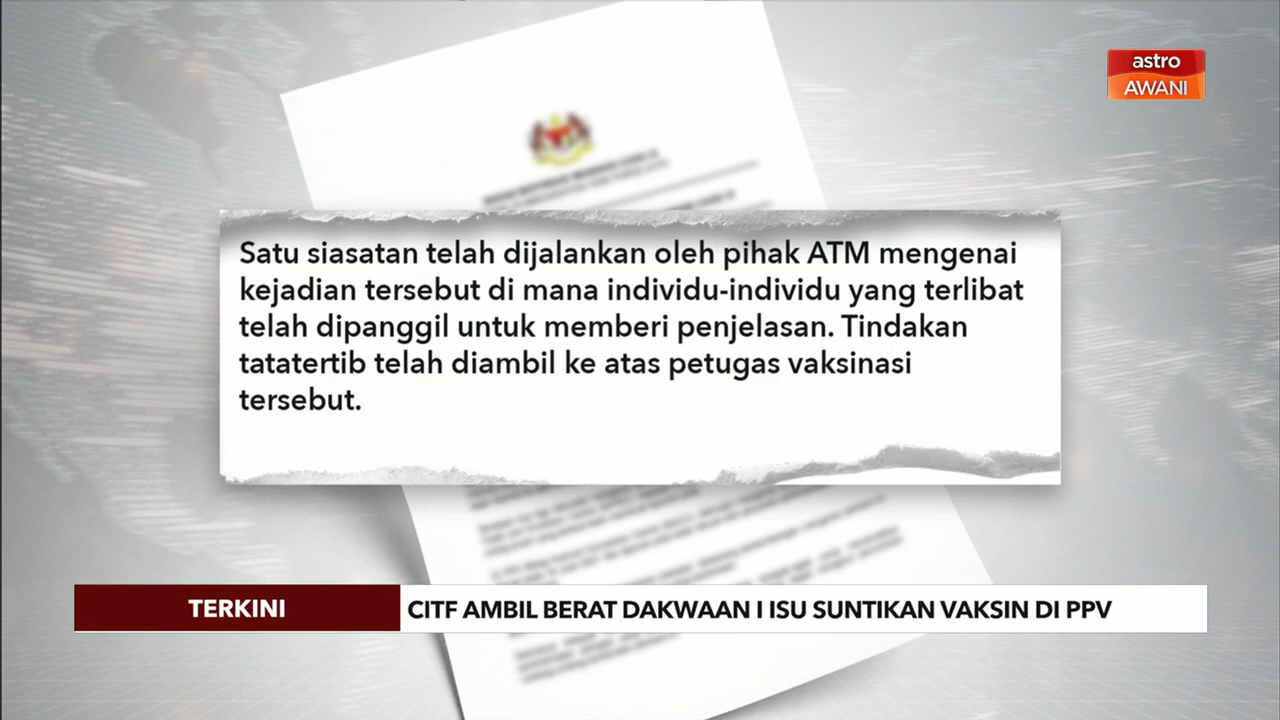 astro
AWANI
Satu siasatan telah dijalankan oleh pihak ATM mengenai
kejadian tersebut di mana individu-individu yang terlibat
telah dipanggil untuk memberi penjelasan. Tindakan
tatatertib telah diambil ke atas petugas vaksinasi
tersebut.
TERKINI
CITF AMBIL BERAT DAKWAAN I ISU SUNTIKAN VAKSIN DI PPV